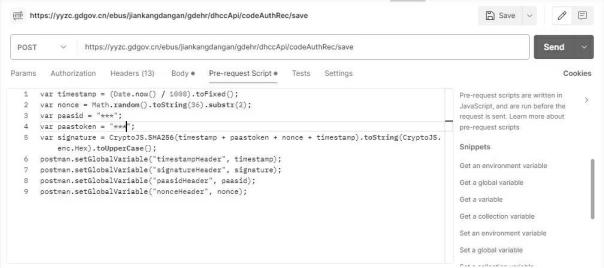 https://yyzc.gdgov.cn/ebus/jiankangdangan/gdehr/dhccApi/codeAuthRec/save
Save
POST
https://yyzc.gdgov.cn/ebus/jiankangdangan/gdehr/dhccApi/codeAuthRec/save
Send
Params Authorization Headers (13) Body Pre-request Script Tests Settings Cookies
1 var timestamp = (Date.now() / 1000).toFixed();
2 var nonce = Math.random().toString(36).substr(2);
3 var paasid = "***";
4 var paastoken = "***";
5 var signature = CryptoJS.SHA256(timestamp + paastoken + nonce + timestamp).toString(CryptoJS.
enc.Hex).toUpperCase();
6 postman.setGlobalVariable("timestampHeader", timestamp);
7 postman.setGlobalVariable("signatureHeader", signature);
8 postman.setGlobalVariable("paasidHeader", paasid);
9 postman.setGlobalVariable("nonceHeader", nonce);
Pre-request scripts are written in
JavaScript, and are run before the
request is sent. Learn more about
pre-request scripts
Snippets
Get an environment variable
Get a global variable
Get a variable
Get a collection variable
Set an environment variable
Set a global variable
Set a collection variable